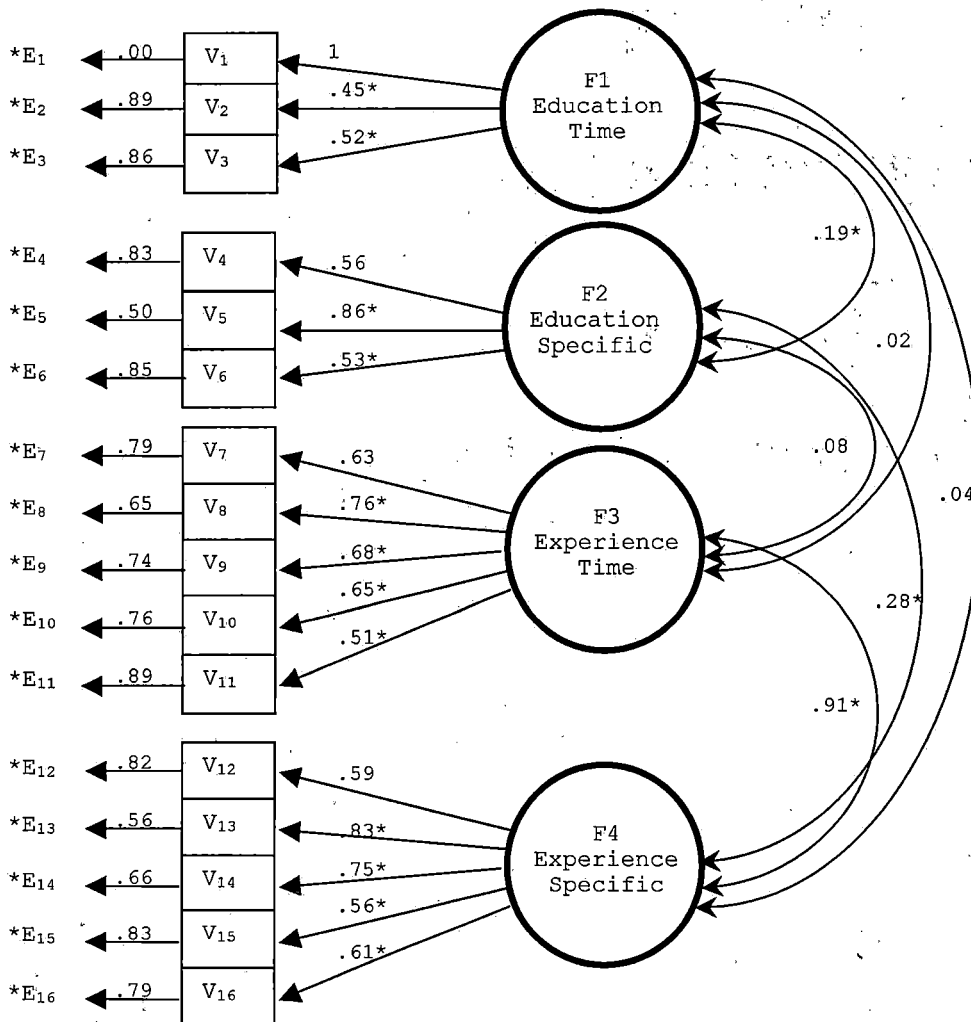 *E₁ .00 V₁ 1
*E₂ .89 V₂ .45*
*E₃ .86 V₃ .52*
F1
Education
Time
*E₄ .83 V₄ .56
*E₅ .50 V₅ .86*
*E₆ .85 V₆ .53*
F2
Education
Specific
*E₇ .79 V₇ .63
*E₈ .65 V₈ .76*
*E₉ .74 V₉ .68*
*E₁₀ .76 V₁₀ .65*
*E₁₁ .89 V₁₁ .51*
F3
Experience
Time
*E₁₂ .82 V₁₂ .59
*E₁₃ .56 V₁₃ .83*
*E₁₄ .66 V₁₄ .75*
*E₁₅ .83 V₁₅ .56*
*E₁₆ .79 V₁₆ .61*
F4
Experience
Specific
.19*
.02
.08
.04
.28*
.91*